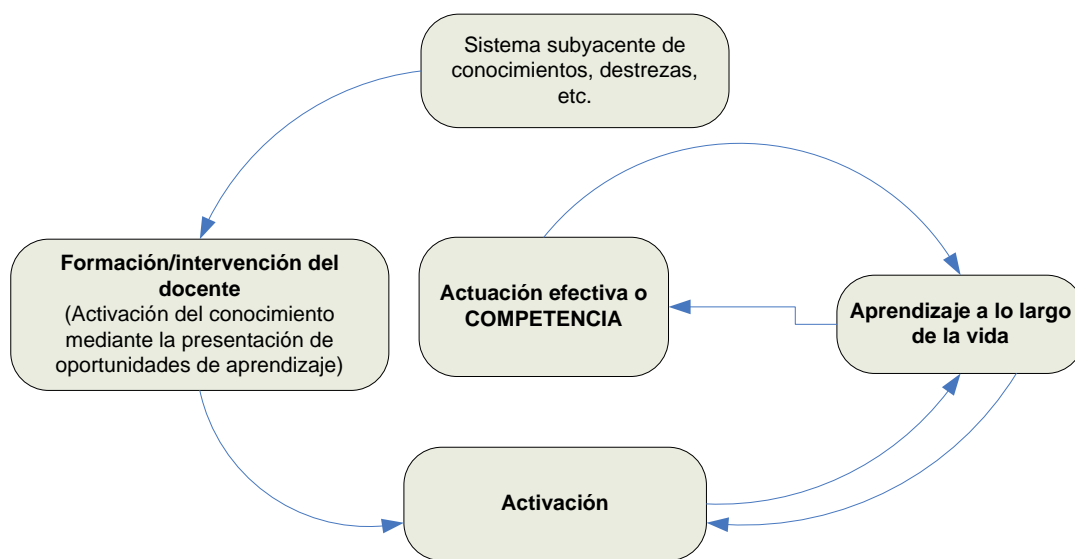 Sistema subyacente de
conocimientos, destrezas,
etc.
Formación/intervención del
docente
(Activación del conocimiento
mediante la presentación de
oportunidades de aprendizaje)
Actuación efectiva o
COMPETENCIA
Aprendizaje a lo largo
de la vida
Activación